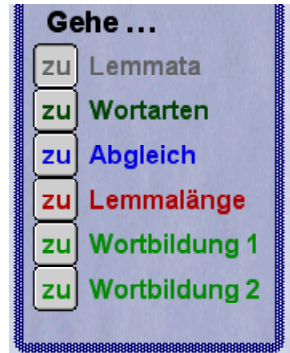 Gehe ...
zu Lemmata
zu Wortarten
zu Abgleich
zu Lemmalänge
zu Wortbildung 1
zu Wortbildung 2